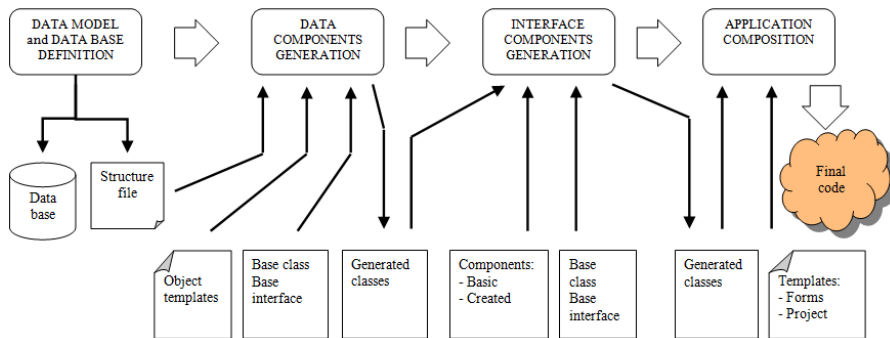 DATA MODEL
and DATA BASE
DEFINITION
DATA
COMPONENTS
GENERATION
INTERFACE
COMPONENTS
GENERATION
APPLICATION
COMPOSITION
Data
base
Structure
file
Final
code
Object
templates
Base class
Base
interface
Generated
classes
Components:
- Basic
- Created
Base
class
Base
interface
Generated
classes
Templates:
- Forms
- Project